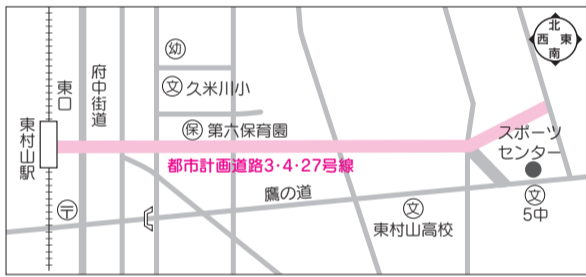 北
西 東
南
幼
文 久米川小
保 第六保育園
東口
府中街道
東村山駅
都市計画道路3・4・27号線
スポーツ
センター
鷹の道
〒
文
東村山高校
文
5中